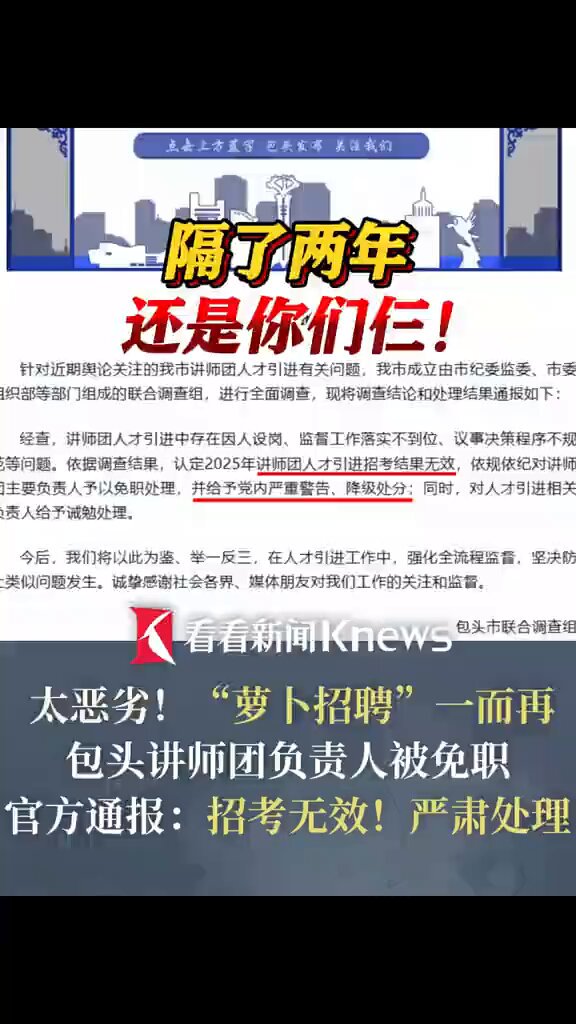 点击上方蓝字 包头发布 关注我们
隔了两年
还是你们仨!
针对近期舆论关注的我市讲师团人才引进有关问题,我市成立由市纪委监委、市委
组织部等部门组成的联合调查组,进行全面调查,现将调查结论和处理结果通报如下:
经查,讲师团人才引进中存在因人设岗、监督工作落实不到位、议事决策程序不规
范等问题。依据调查结果,认定2025年讲师团人才引进招考结果无效,依规依纪对讲师
团主要负责人予以免职处理,并给予党内严重警告、降级处分;同时,对人才引进相关
负责人给予诫勉处理。
今后,我们将以此为鉴、举一反三,在人才引进工作中,强化全流程监督,坚决防
止类似问题发生。诚挚感谢社会各界、媒体朋友对我们工作的关注和监督。
包头市联合调查组
看看新闻Knews
太恶劣!“萝卜招聘”一而再
包头讲师团负责人被免职
官方通报:招考无效!严肃处理